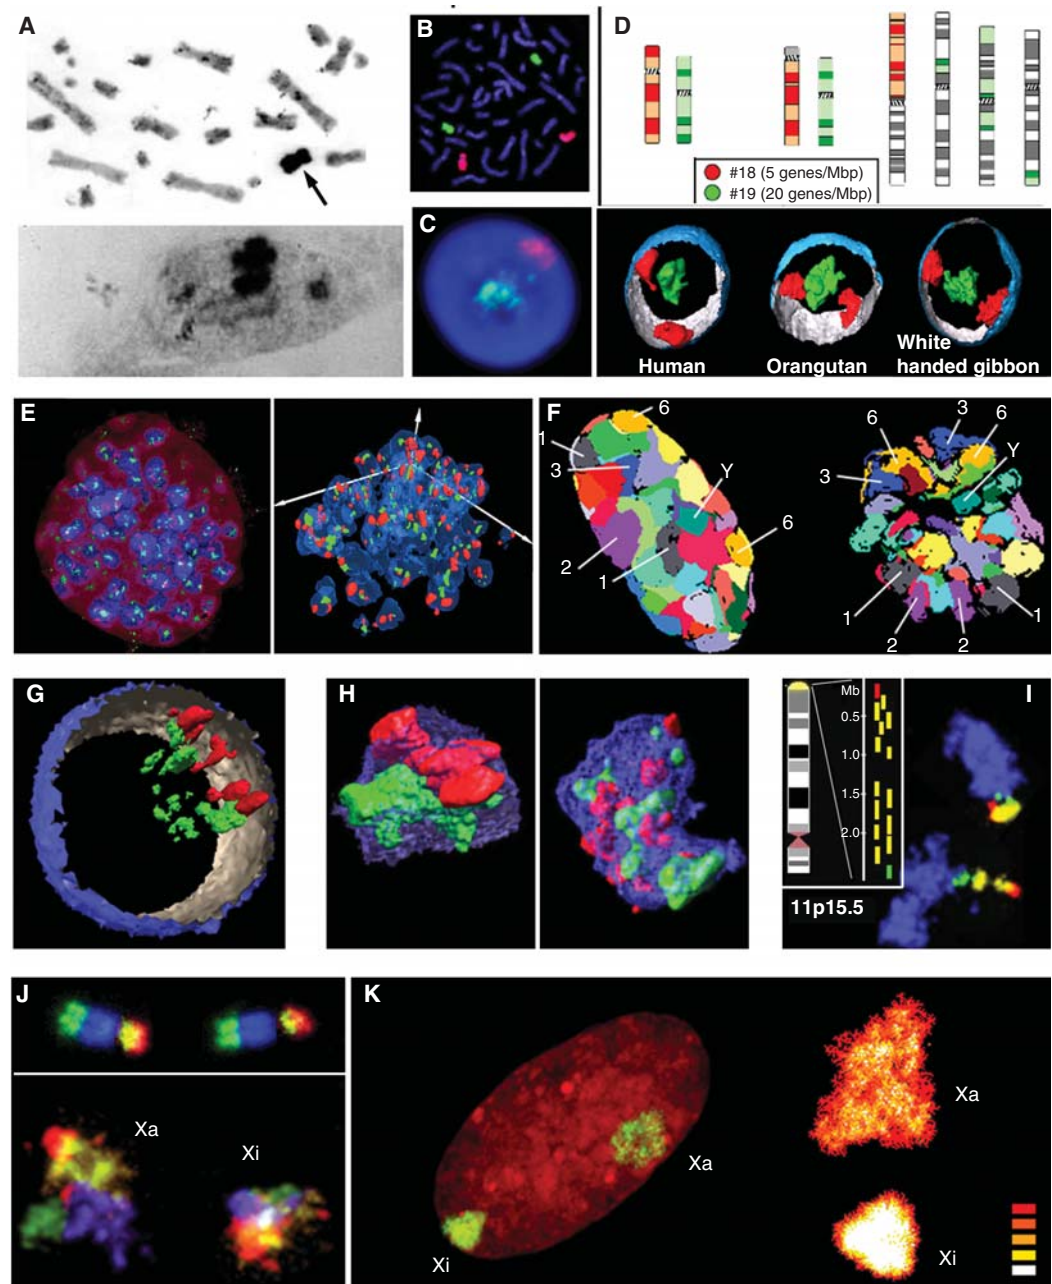 A
B
D
#18 (5 genes/Mbp)
#19 (20 genes/Mbp)
C
Human
Orangutan
White
handed gibbon
E
F
6
1
3
Y
6
2
1
3
6
6
Y
3
1
1
2
2
G
H
I
Mb
0.5
1.0
1.5
2.0
11p15.5
J
Xa
Xi
K
Xa
Xi
Xa
Xi